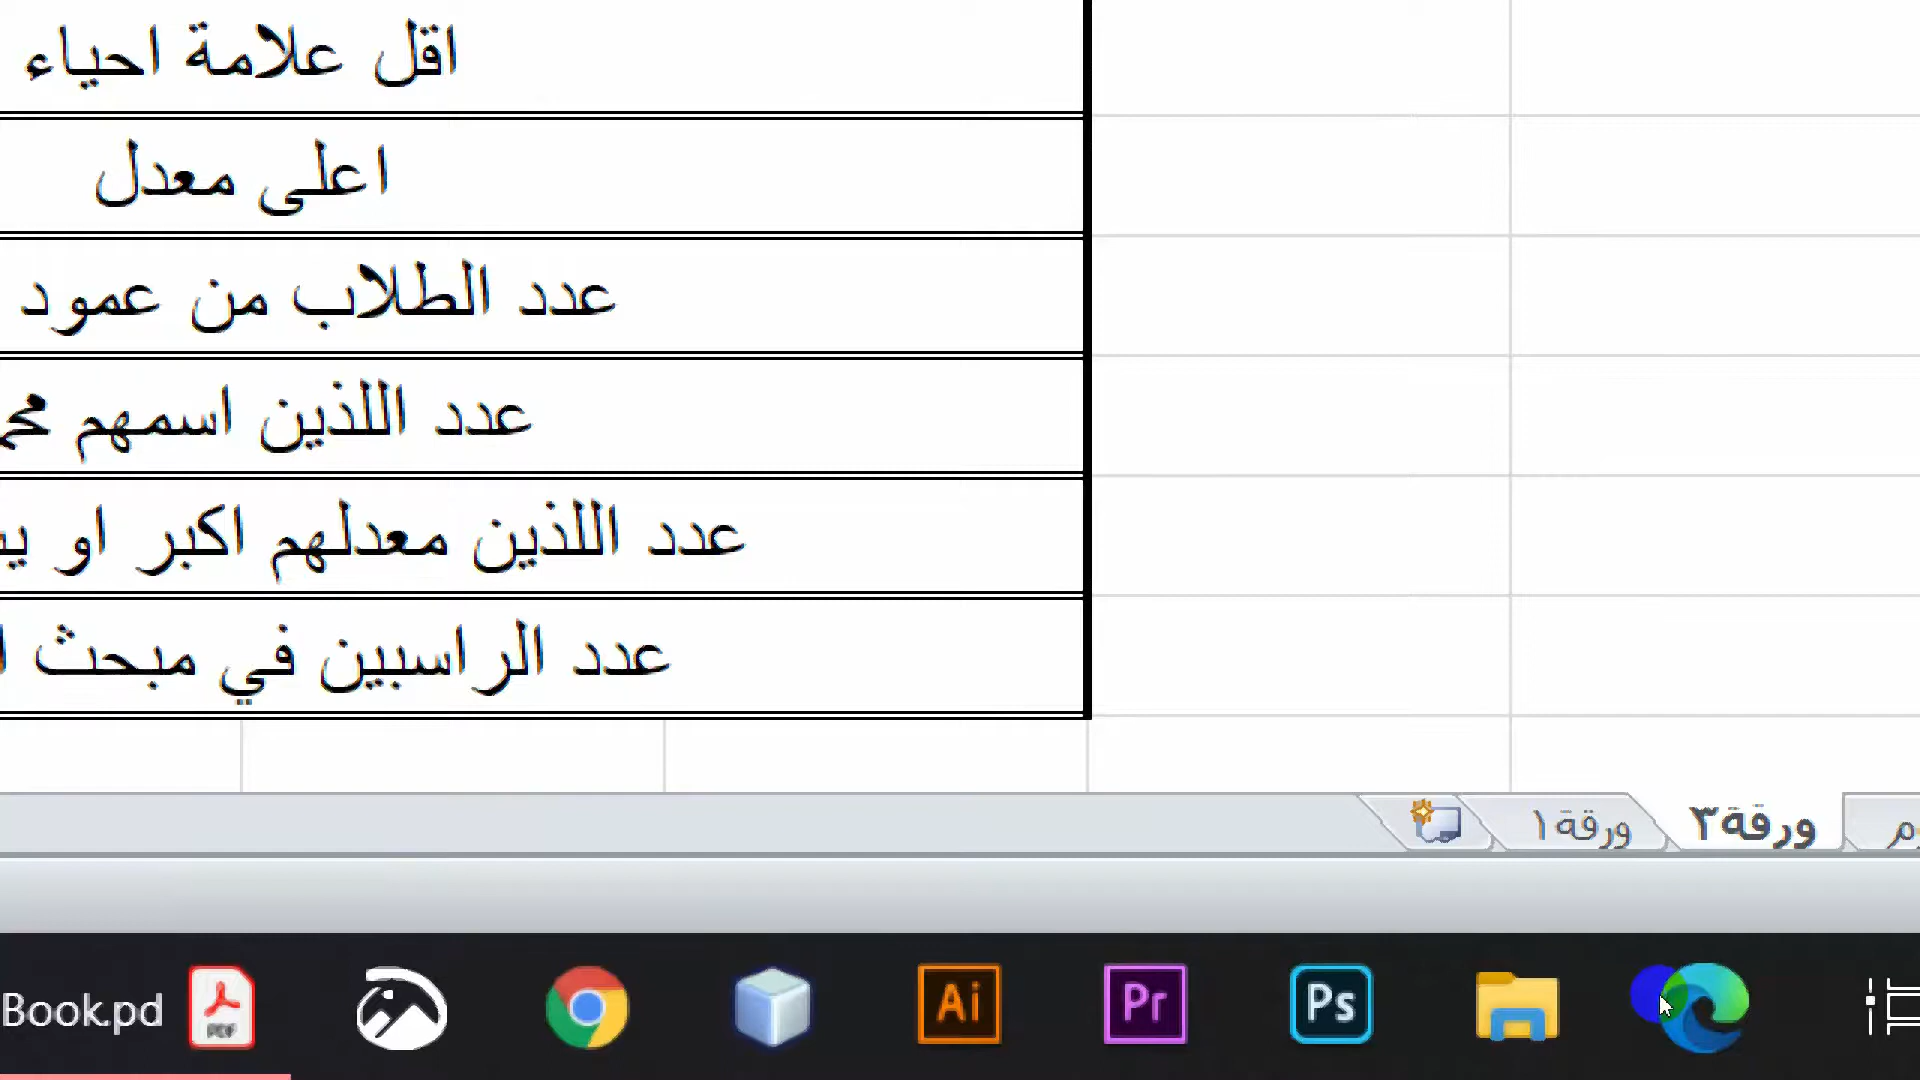 اقل علامة احياء
اعلى معدل
عدد الطلاب من عمود
عدد اللذين اسمهم
عدد اللذين معدلهم اكبر او
عدد الراسبين في مبحث
ورقة٣
ورقة١
Book.pd
PDF
Ai
Pr
Ps